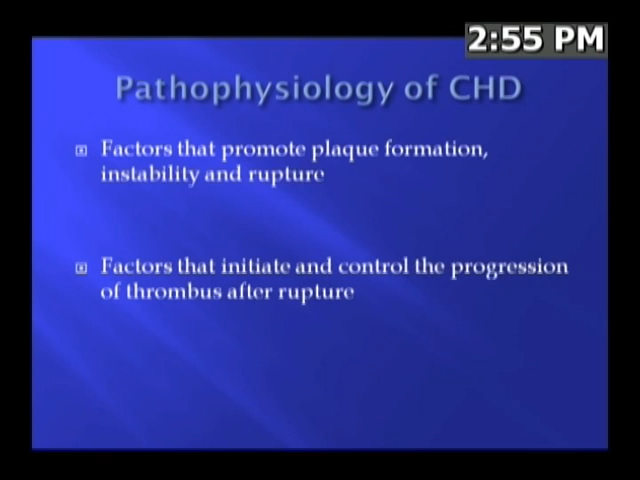 2:55 PM
Pathophysiology of CHD
Factors that promote plaque formation,
instability and rupture
Factors that initiate and control the progression
of thrombus after rupture